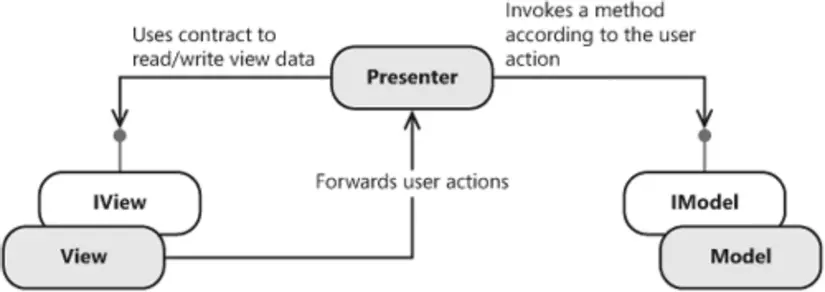 Uses contract to
read/write view data
Presenter
Invokes a method
according to the user
action
Forwards user actions
IView
View
IModel
Model